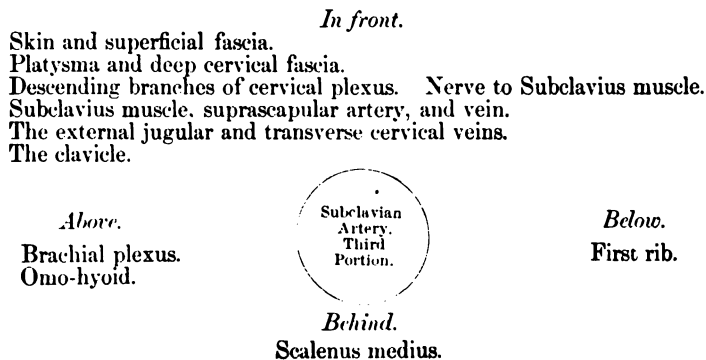 In front.
Skin and superficial fascia.
Platysma and deep cervical fascia.
Descending branches of cervical plexus. Nerve to Subclavius muscle.
Subclavius muscle, suprascapular artery, and vein.
The external jugular and transverse cervical veins.
The clavicle.
Above.
Brachial plexus.
Omo-hyoid.
Subclavian
Artery.
Third
Portion.
Below.
First rib.
Behind.
Scalenus medius.